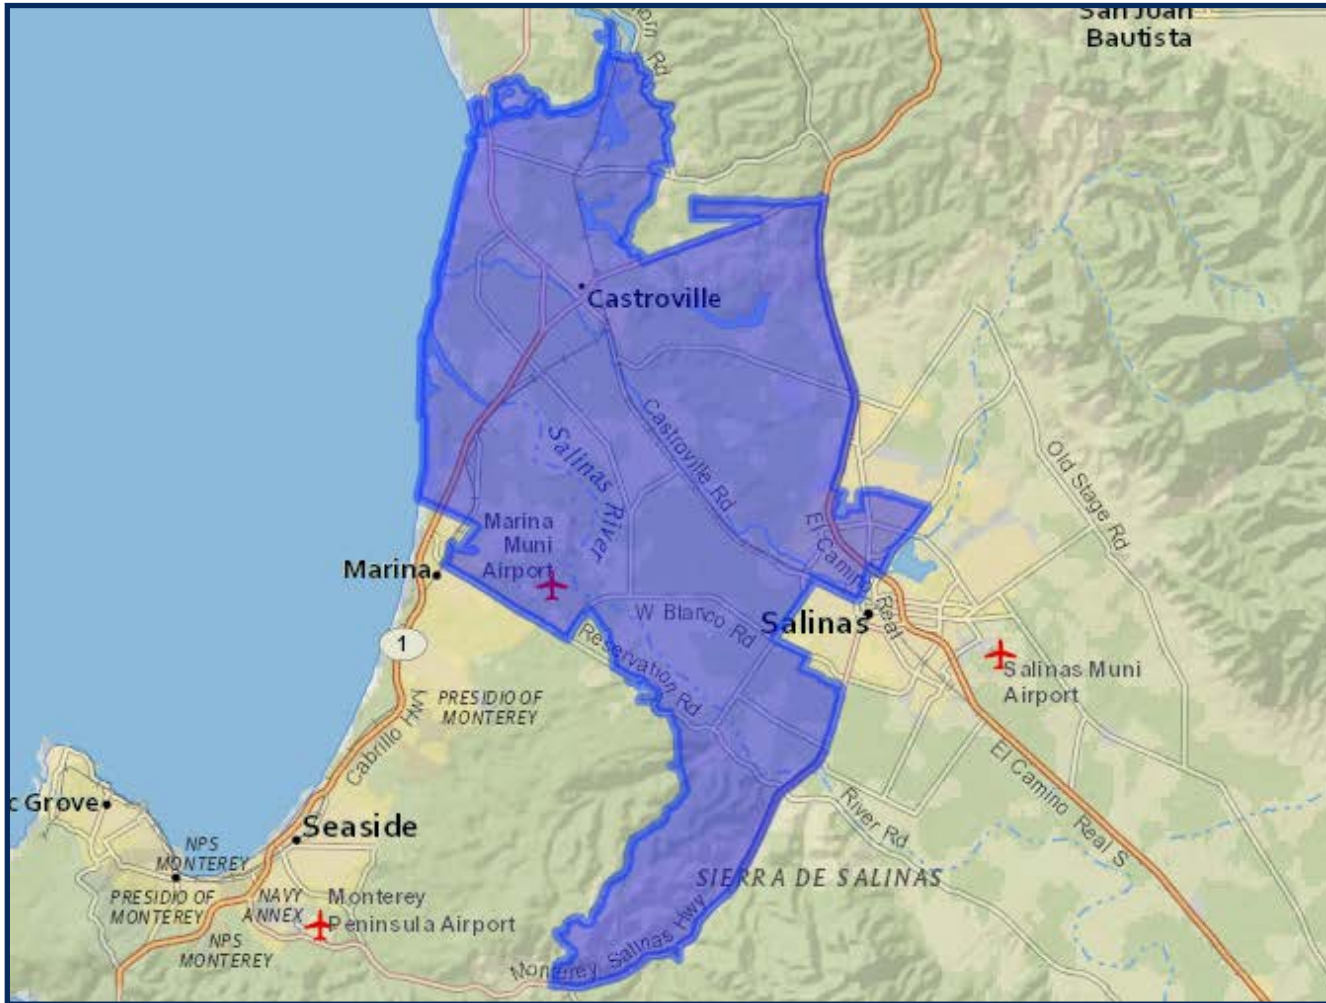 San Juan
Bautista
orn Rd
Castroville
Castroville Rd
Salinas
River
Old Stage Rd
Marina
Muni
Airport
El Camino Real
Marina
W Blanco Rd
Salinas
Reservation Rd
1
Salinas Muni
Airport
PRESIDIO OF
MONTEREY
Cabrillo Hwy
El Camino Real S
c Grove
River Rd
Seaside
NPS
MONTEREY
SIERRA DE SALINAS
PRESIDIO OF
MONTEREY
NAVY
ANNEX
Monterey
Peninsula Airport
NPS
MONTEREY
Monterey Salinas Hwy